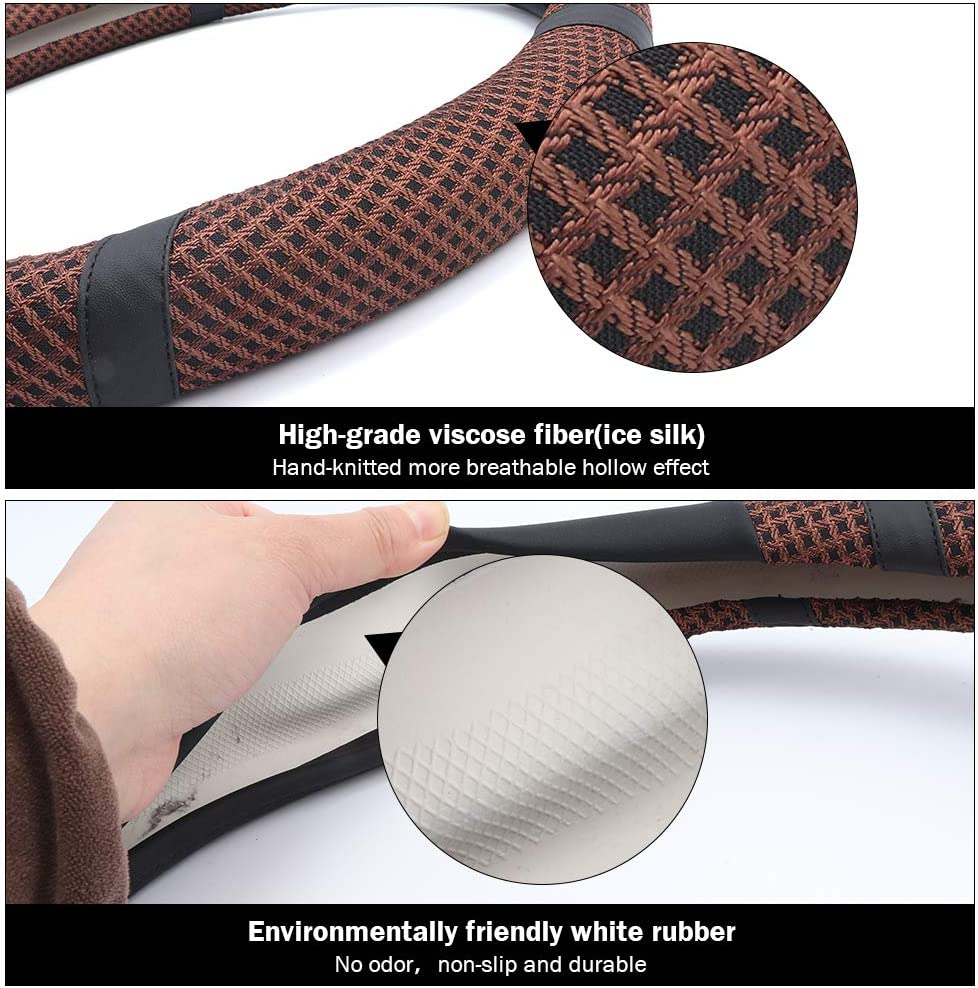 High-grade viscose fiber(ice silk)
Hand-knitted more breathable hollow effect
Environmentally friendly white rubber
No odor，non-slip and durable